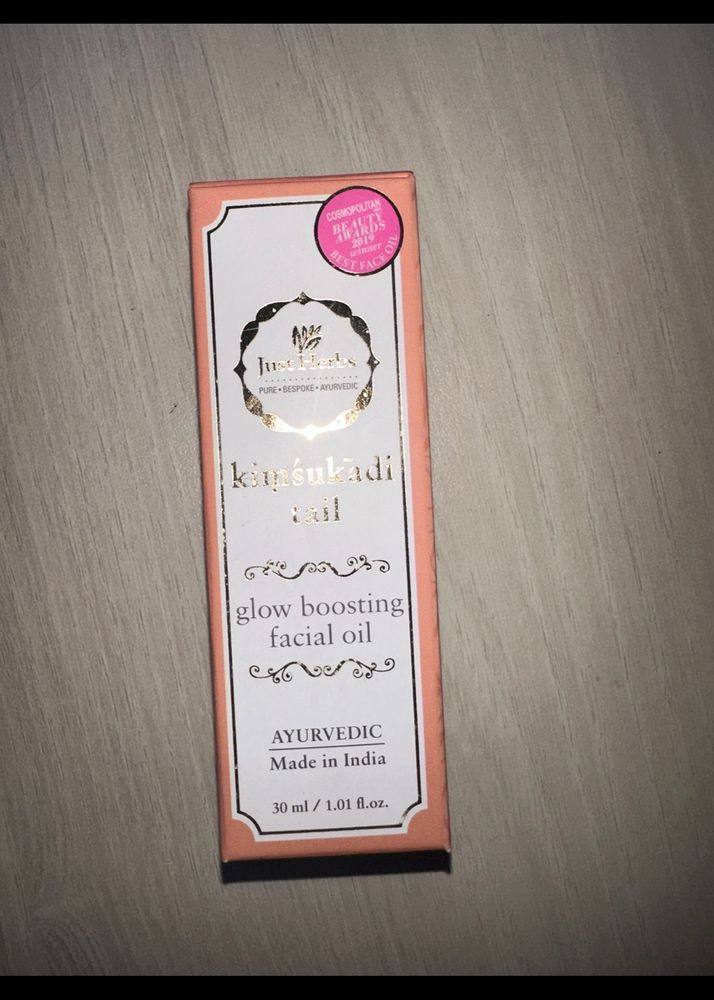 COSMOPOLITAN
BEAUTY
AWARDS
2019
winner
BEST FACE OIL
Just Herbs
PURE • BESPOKE • AYURVEDIC
kiṃśukādi
tail
glow boosting
facial oil
AYURVEDIC
Made in India
30 ml / 1.01 fl.oz.